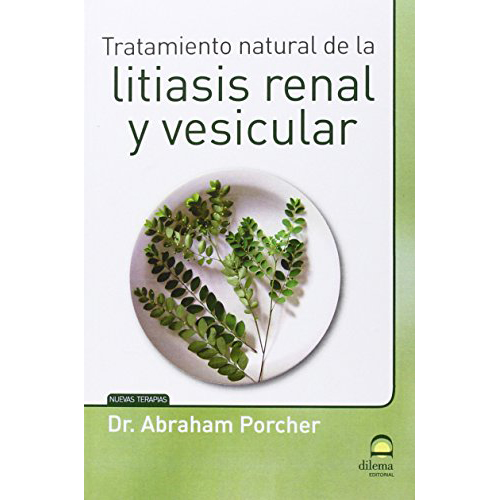 Tratamiento natural de la
litiasis renal
y vesicular
NUEVAS TERAPIAS
Dr. Abraham Porcher
dilema
EDITORIAL